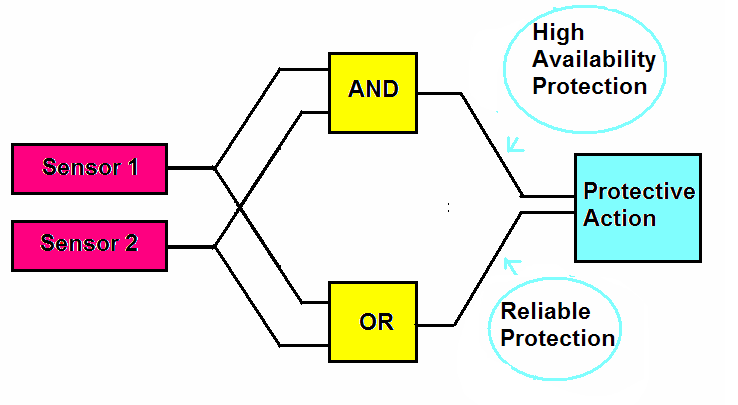 High
Availability
Protection
AND
Sensor 1
Protective
Action
Sensor 2
Reliable
Protection
OR